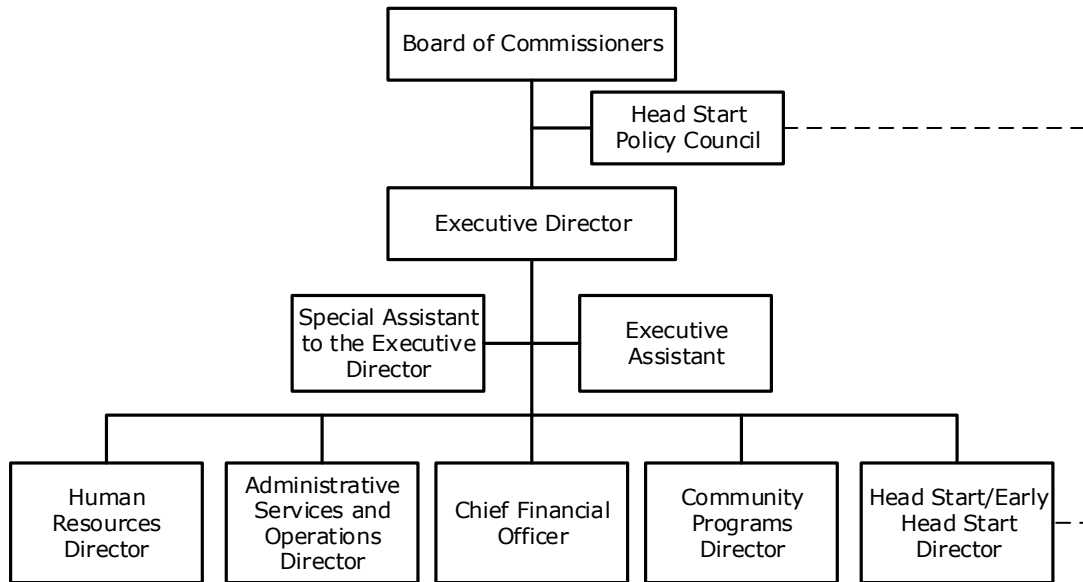 Board of Commissioners
Head Start
Policy Council
Executive Director
Special Assistant
to the Executive
Director
Executive
Assistant
Human
Resources
Director
Administrative
Services and
Operations
Director
Chief Financial
Officer
Community
Programs
Director
Head Start/Early
Head Start
Director